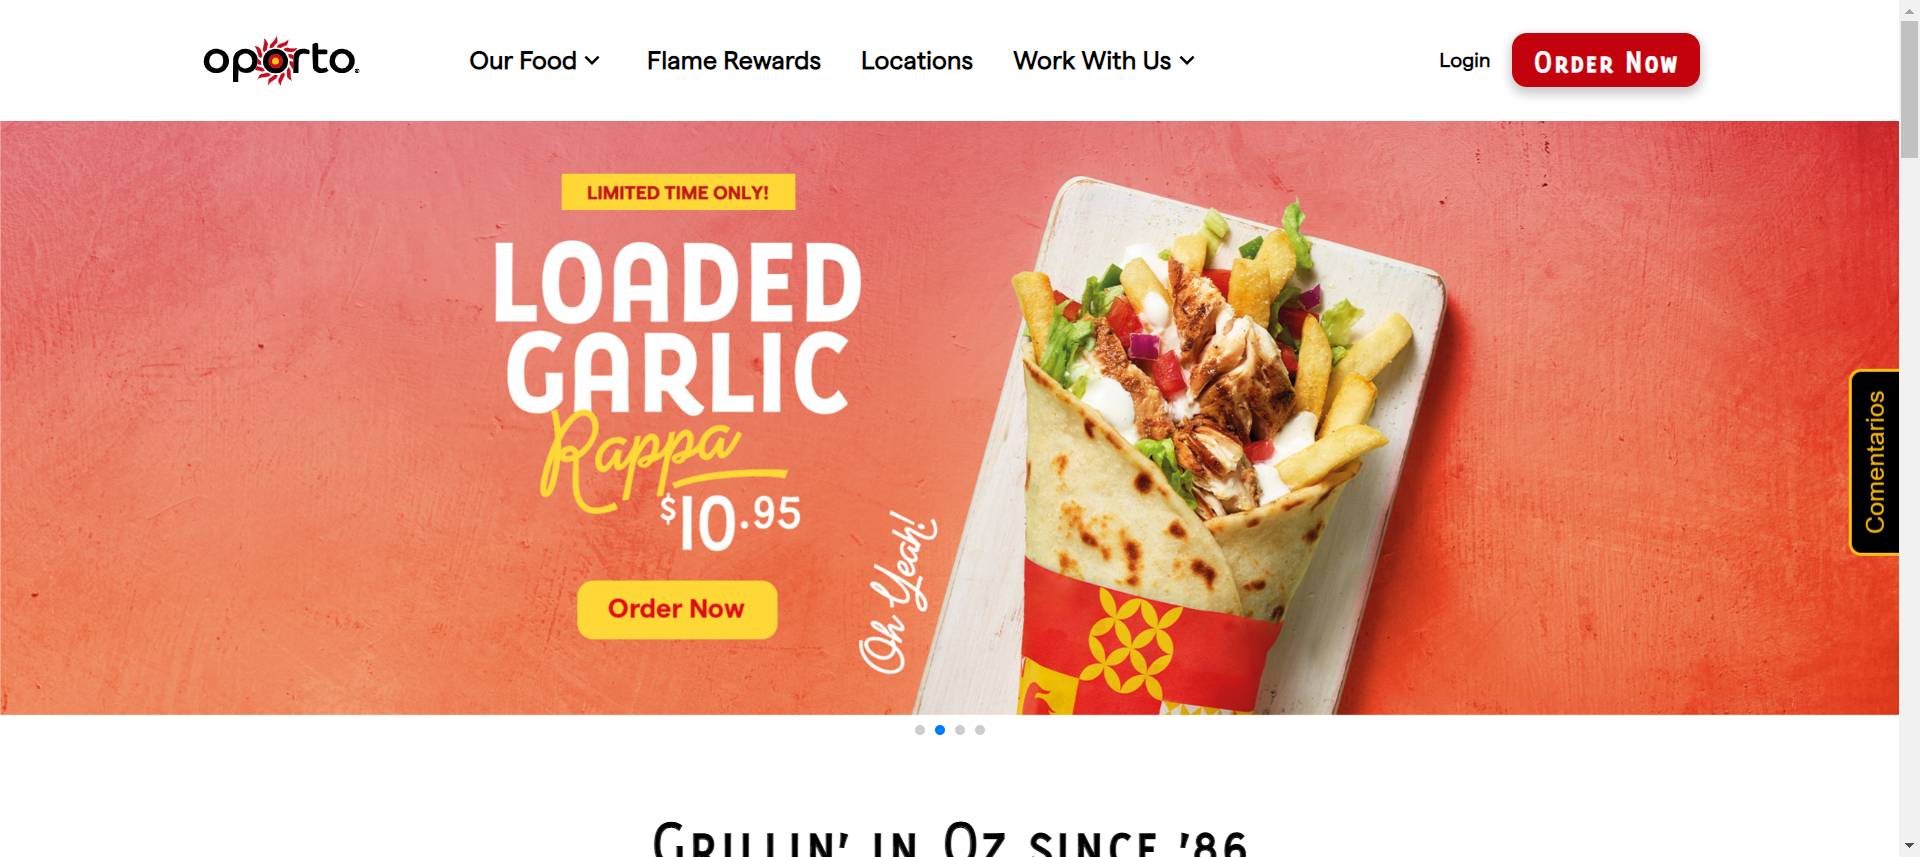 oporto
Our Food
Flame Rewards
Locations
Work With Us
Login
Order Now
LIMITED TIME ONLY!
LOADED
GARLIC
Rappa
$10.95
Order Now
Oh Yeah!
Comentarios
Grillin' in Oz since '86